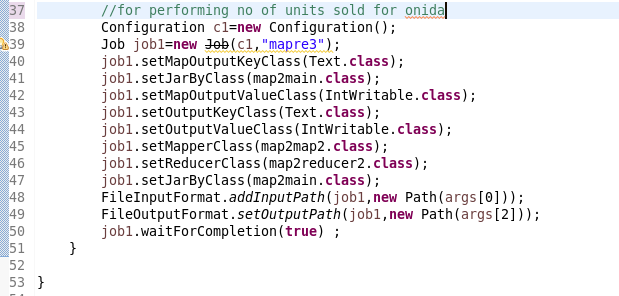 37 //for performing no of units sold for onida
38 Configuration c1=new Configuration();
39 Job job1=new Job(c1,"mapre3");
40 job1.setMapOutputKeyClass(Text.class);
41 job1.setJarByClass(map2main.class);
42 job1.setMapOutputValueClass(IntWritable.class);
43 job1.setOutputKeyClass(Text.class);
44 job1.setOutputValueClass(IntWritable.class);
45 job1.setMapperClass(map2map2.class);
46 job1.setReducerClass(map2reducer2.class);
47 job1.setJarByClass(map2main.class);
48 FileInputFormat.addInputPath(job1,new Path(args[0]));
49 FileOutputFormat.setOutputPath(job1,new Path(args[2]));
50 job1.waitForCompletion(true) ;
51 }
52
53 }